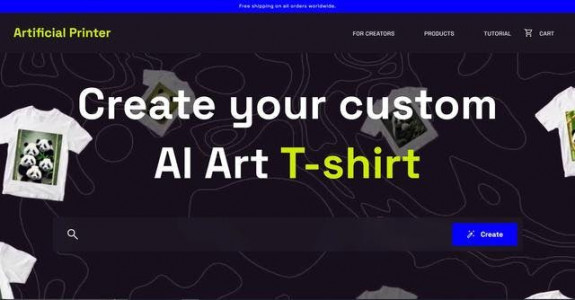 Free shipping on all orders worldwide.
Artificial Printer
FOR CREATORS
PRODUCTS
TUTORIAL
CART
Create your custom
AI Art T-shirt
Create